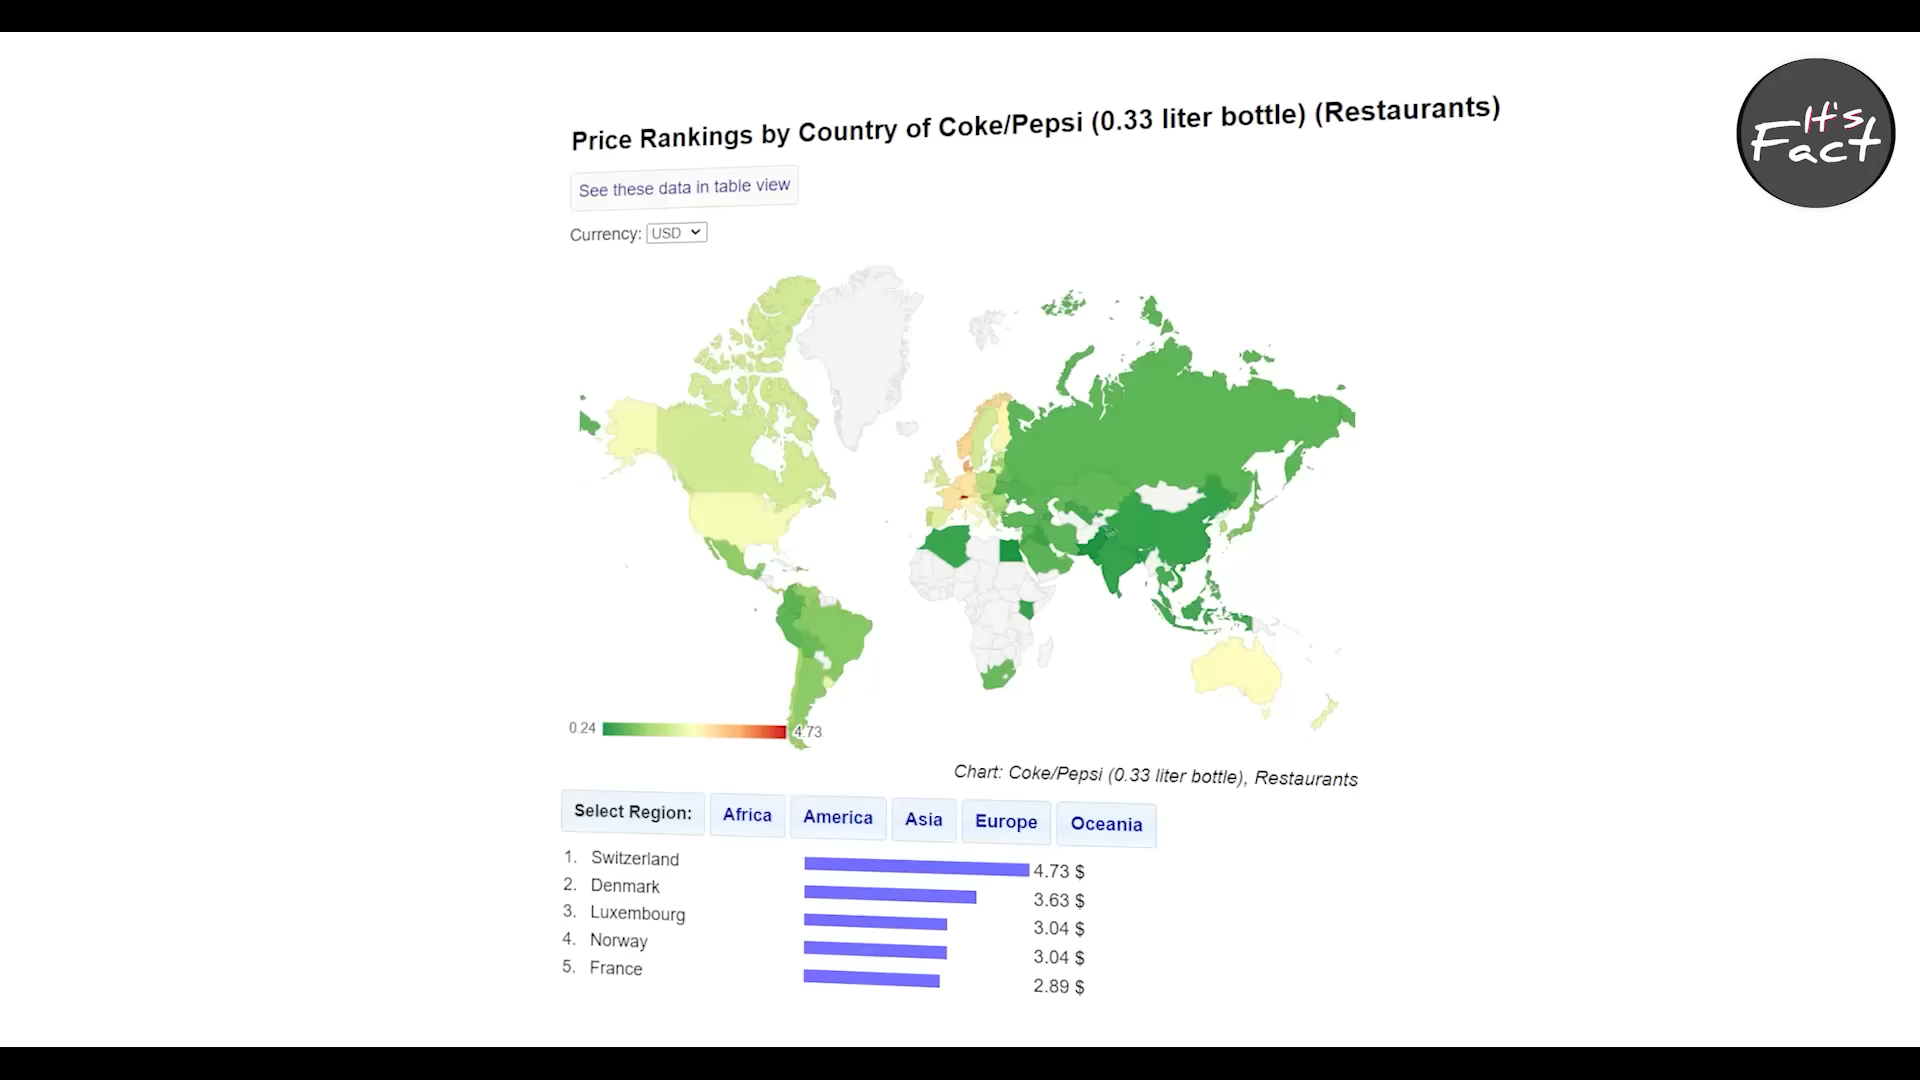 It's
Fact
Price Rankings by Country of Coke/Pepsi (0.33 liter bottle) (Restaurants)
See these data in table view
Currency: USD
0.24 4.73
Chart: Coke/Pepsi (0.33 liter bottle), Restaurants
Select Region: Africa America Asia Europe Oceania
1. Switzerland 4.73 $
2. Denmark 3.63 $
3. Luxembourg 3.04 $
4. Norway 3.04 $
5. France 2.89 $